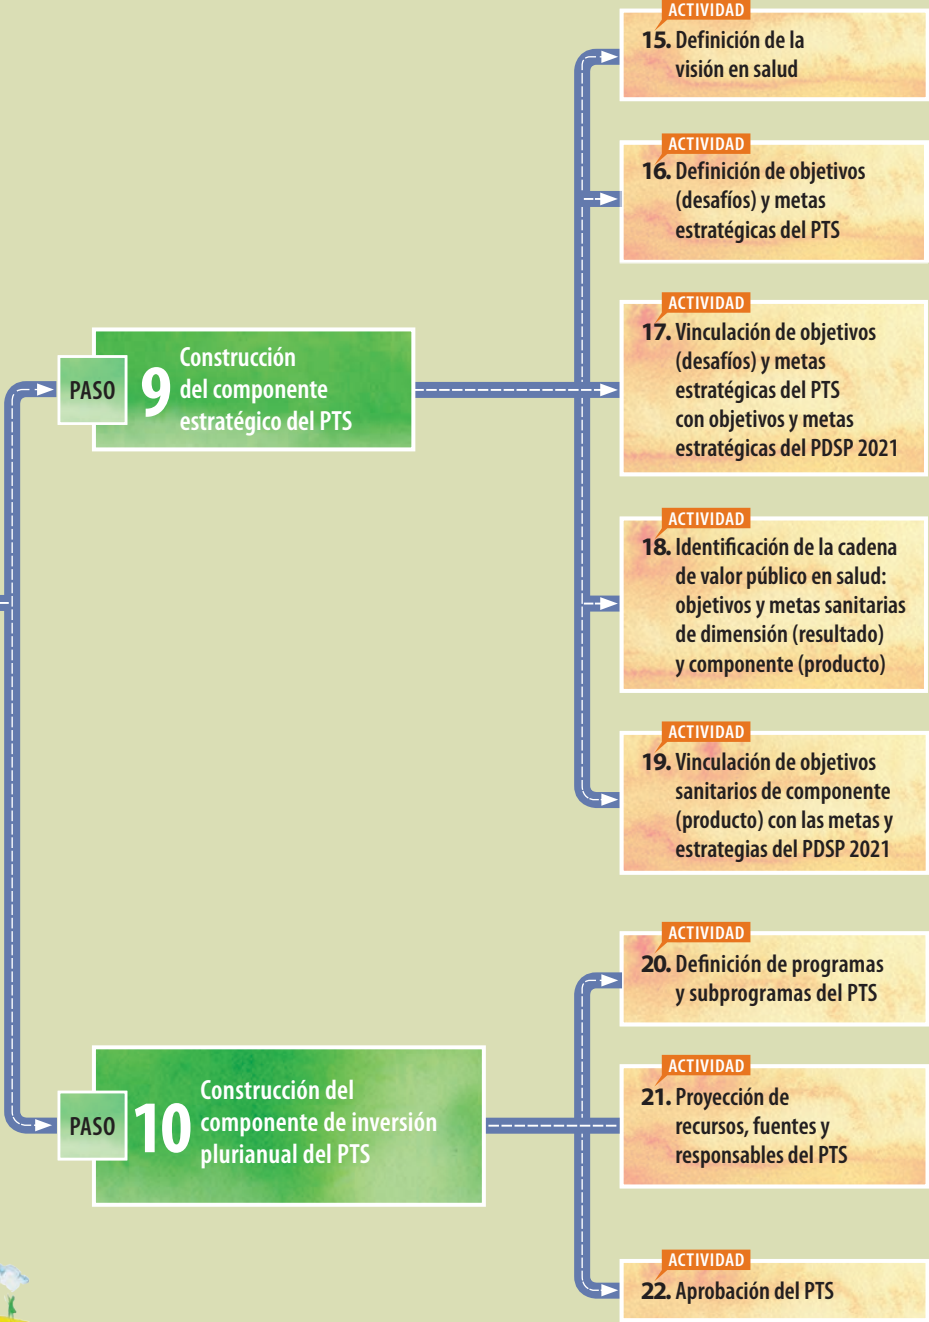 PASO
9
Construcción
del componente
estratégico del PTS
ACTIVIDAD
15. Definición de la
visión en salud
ACTIVIDAD
16. Definición de objetivos
(desafíos) y metas
estratégicas del PTS
ACTIVIDAD
17. Vinculación de objetivos
(desafíos) y metas
estratégicas del PTS
con objetivos y metas
estratégicas del PDSP 2021
ACTIVIDAD
18. Identificación de la cadena
de valor público en salud:
objetivos y metas sanitarias
de dimensión (resultado)
y componente (producto)
ACTIVIDAD
19. Vinculación de objetivos
sanitarios de componente
(producto) con las metas y
estrategias del PDSP 2021
PASO
10
Construcción del
componente de inversión
plurianual del PTS
ACTIVIDAD
20. Definición de programas
y subprogramas del PTS
ACTIVIDAD
21. Proyección de
recursos, fuentes y
responsables del PTS
ACTIVIDAD
22. Aprobación del PTS